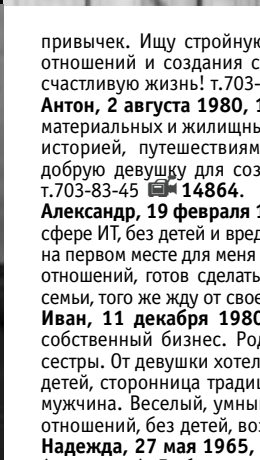 привычек. Ищу стройную
отношений и создания с
счастливую жизнь! т.703-
Антон, 2 августа 1980, 1
материальных и жилищны
историей, путешествиям
добрую девушку для соз
т.703-83-45 14864.
Александр, 19 февраля 1
сфере ИТ, без детей и вред
на первом месте для меня
отношений, готов сделать
семьи, того же жду от свое
Иван, 11 декабря 1980
собственный бизнес. Род
сестры. От девушки хотел
детей, сторонница традиц
мужчина. Веселый, умны
отношений, без детей, воз
Надежда, 27 мая 1965,